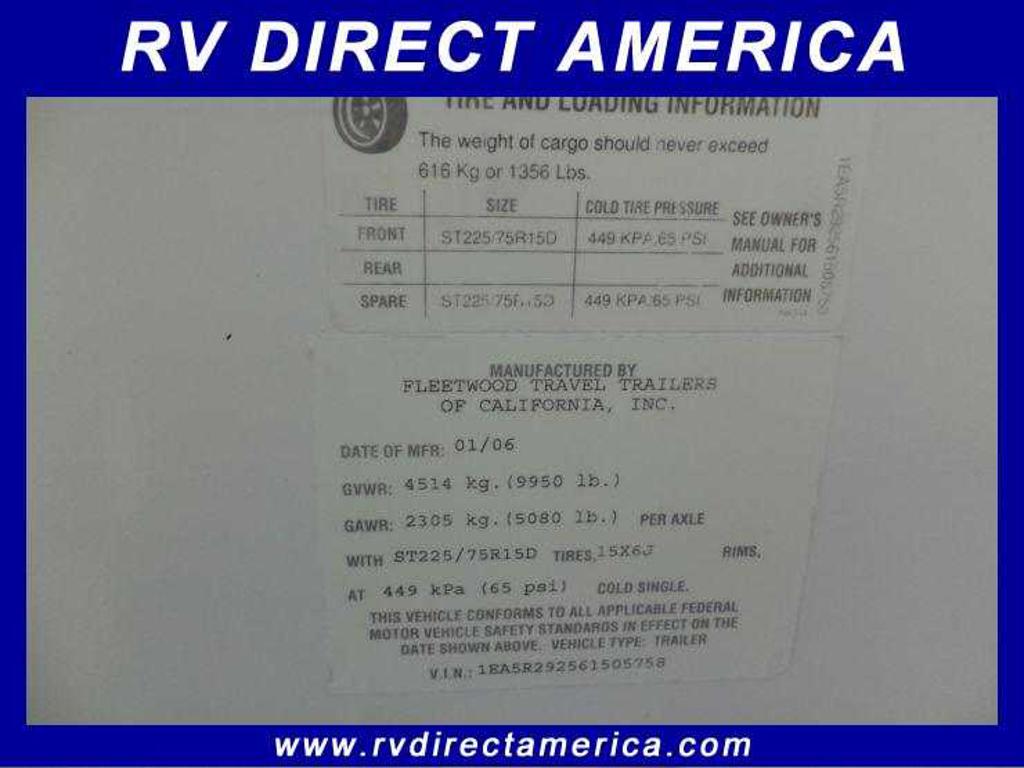 RV DIRECT AMERICA
TIRE AND LOADING INFORMATION
The weight of cargo should never exceed
616 Kg or 1356 Lbs.
TIRE SIZE COLD TIRE PRESSURE
SEE OWNER'S
FRONT ST225/75R15D 449 KPA/65 PSI
MANUAL FOR
REAR
ADDITIONAL
SPARE ST225/75R15D 449 KPA/65 PSI
INFORMATION
MANUFACTURED BY
FLEETWOOD TRAVEL TRAILERS
OF CALIFORNIA, INC.
DATE OF MFR: 01/06
GVWR: 4514 kg.(9950 lb.)
GAWR: 2305 kg.(5080 lb.) PER AXLE
WITH ST225/75R15D TIRES, 15X6J RIMS,
AT 449 kPa (65 psi) COLD SINGLE.
THIS VEHICLE CONFORMS TO ALL APPLICABLE FEDERAL
MOTOR VEHICLE SAFETY STANDARDS IN EFFECT ON THE
DATE SHOWN ABOVE. VEHICLE TYPE: TRAILER
V.I.N.: 1EA5R292561505758
www.rvdirectamerica.com